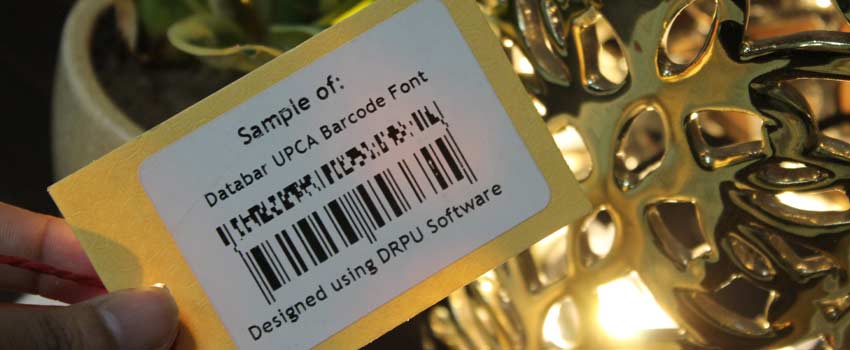 Sample of:
Databar UPCA Barcode Font
Designed using DRPU Software